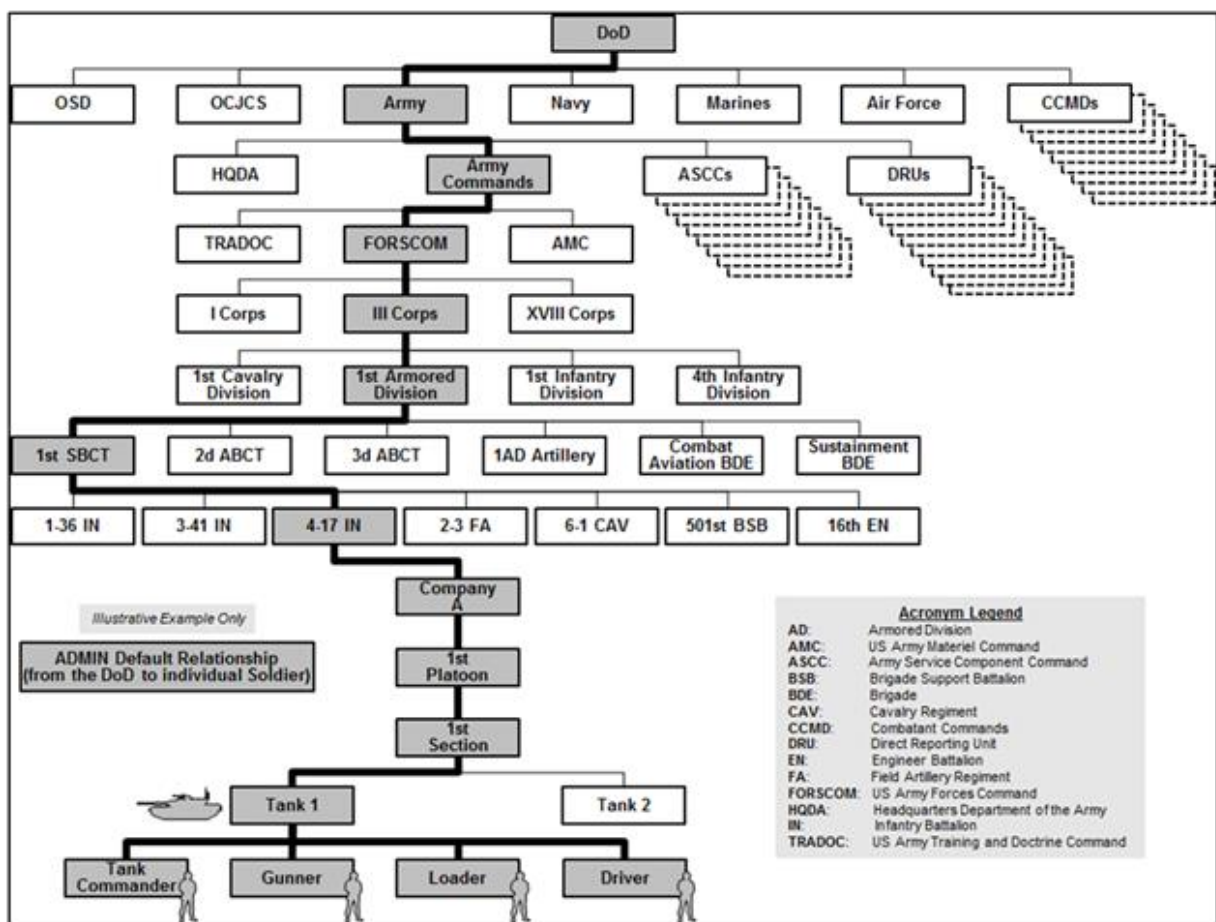 DoD
OSD
OCJCS
Army
Navy
Marines
Air Force
CCMDs
HQDA
Army
Commands
ASCCs
DRUs
TRADOC
FORSCOM
AMC
I Corps
III Corps
XVIII Corps
1st Cavalry
Division
1st Armored
Division
1st Infantry
Division
4th Infantry
Division
1st SBCT
2d ABCT
3d ABCT
1AD Artillery
Combat
Aviation BDE
Sustainment
BDE
1-36 IN
3-41 IN
4-17 IN
2-3 FA
6-1 CAV
501st BSB
16th EN
Company
A
Illustrative Example Only
ADMIN Default Relationship
(from the DoD to individual Soldier)
1st
Platoon
1st
Section
Tank 1
Tank 2
Tank
Commander
Gunner
Loader
Driver
Acronym Legend
AD: Armored Division
AMC: US Army Materiel Command
ASCC: Army Service Component Command
BSB: Brigade Support Battalion
BDE: Brigade
CAV: Cavalry Regiment
CCMD: Combatant Commands
DRU: Direct Reporting Unit
EN: Engineer Battalion
FA: Field Artillery Regiment
FORSCOM: US Army Forces Command
HQDA: Headquarters Department of the Army
IN: Infantry Battalion
TRADOC: US Army Training and Doctrine Command